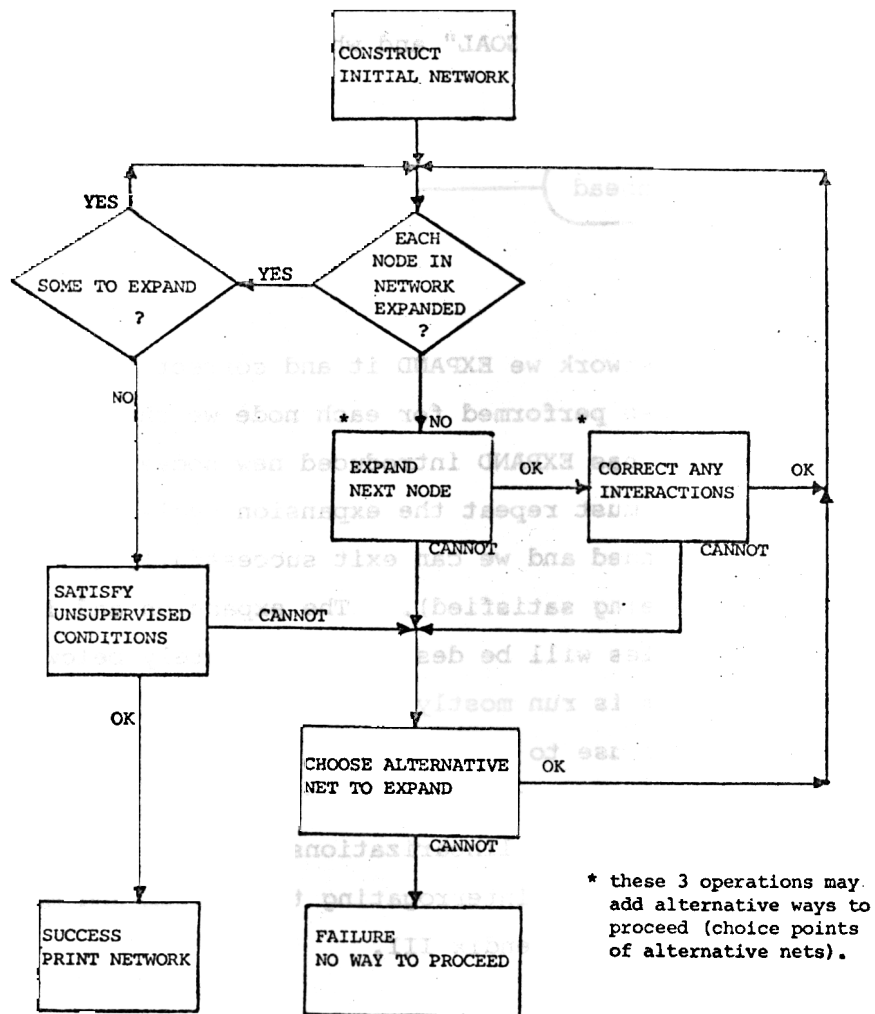 CONSTRUCT
INITIAL NETWORK
YES
EACH
NODE IN
NETWORK
EXPANDED
?
YES
SOME TO EXPAND
?
NO
NO
*
EXPAND
NEXT NODE
OK
*
CORRECT ANY
INTERACTIONS
OK
CANNOT
CANNOT
SATISFY
UNSUPERVISED
CONDITIONS
CANNOT
OK
CHOOSE ALTERNATIVE
NET TO EXPAND
OK
CANNOT
SUCCESS
PRINT NETWORK
FAILURE
NO WAY TO PROCEED
* these 3 operations may
add alternative ways to
proceed (choice points
of alternative nets).